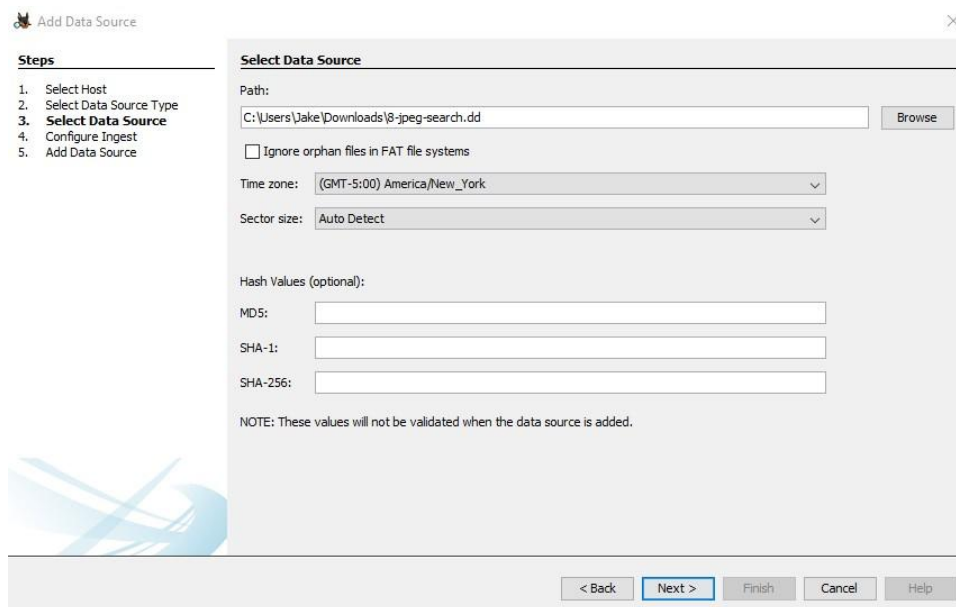 Add Data Source
Steps
1. Select Host
2. Select Data Source Type
3. Select Data Source
4. Configure Ingest
5. Add Data Source
Select Data Source
Path:
C:\Users\Jake\Downloads\8-jpeg-search.dd
Browse
Ignore orphan files in FAT file systems
Time zone: (GMT-5:00) America/New_York
Sector size: Auto Detect
Hash Values (optional):
MD5:
SHA-1:
SHA-256:
NOTE: These values will not be validated when the data source is added.
< Back Next > Finish Cancel Help